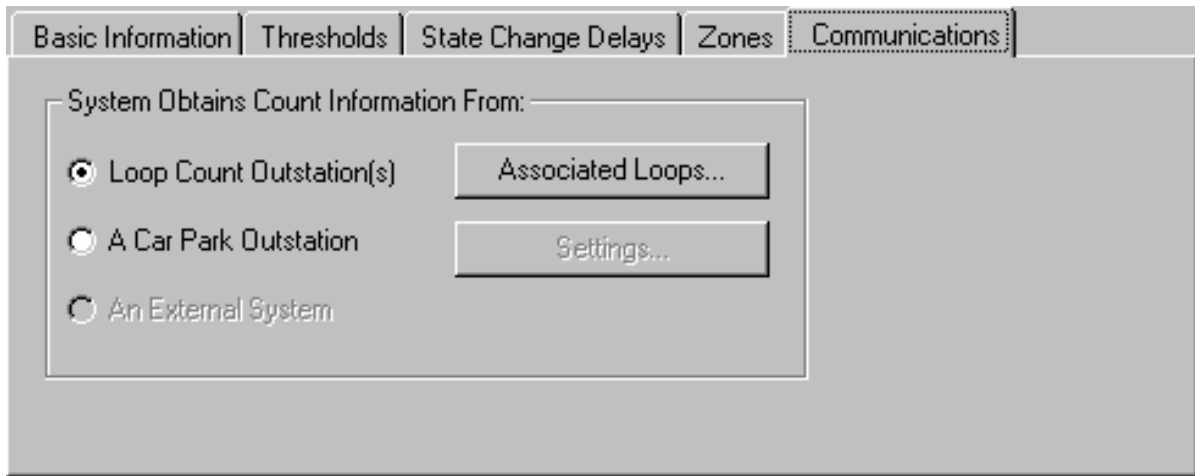 Basic Information Thresholds State Change Delays Zones Communications
System Obtains Count Information From:
Loop Count Outstation(s) Associated Loops...
A Car Park Outstation Settings...
An External System